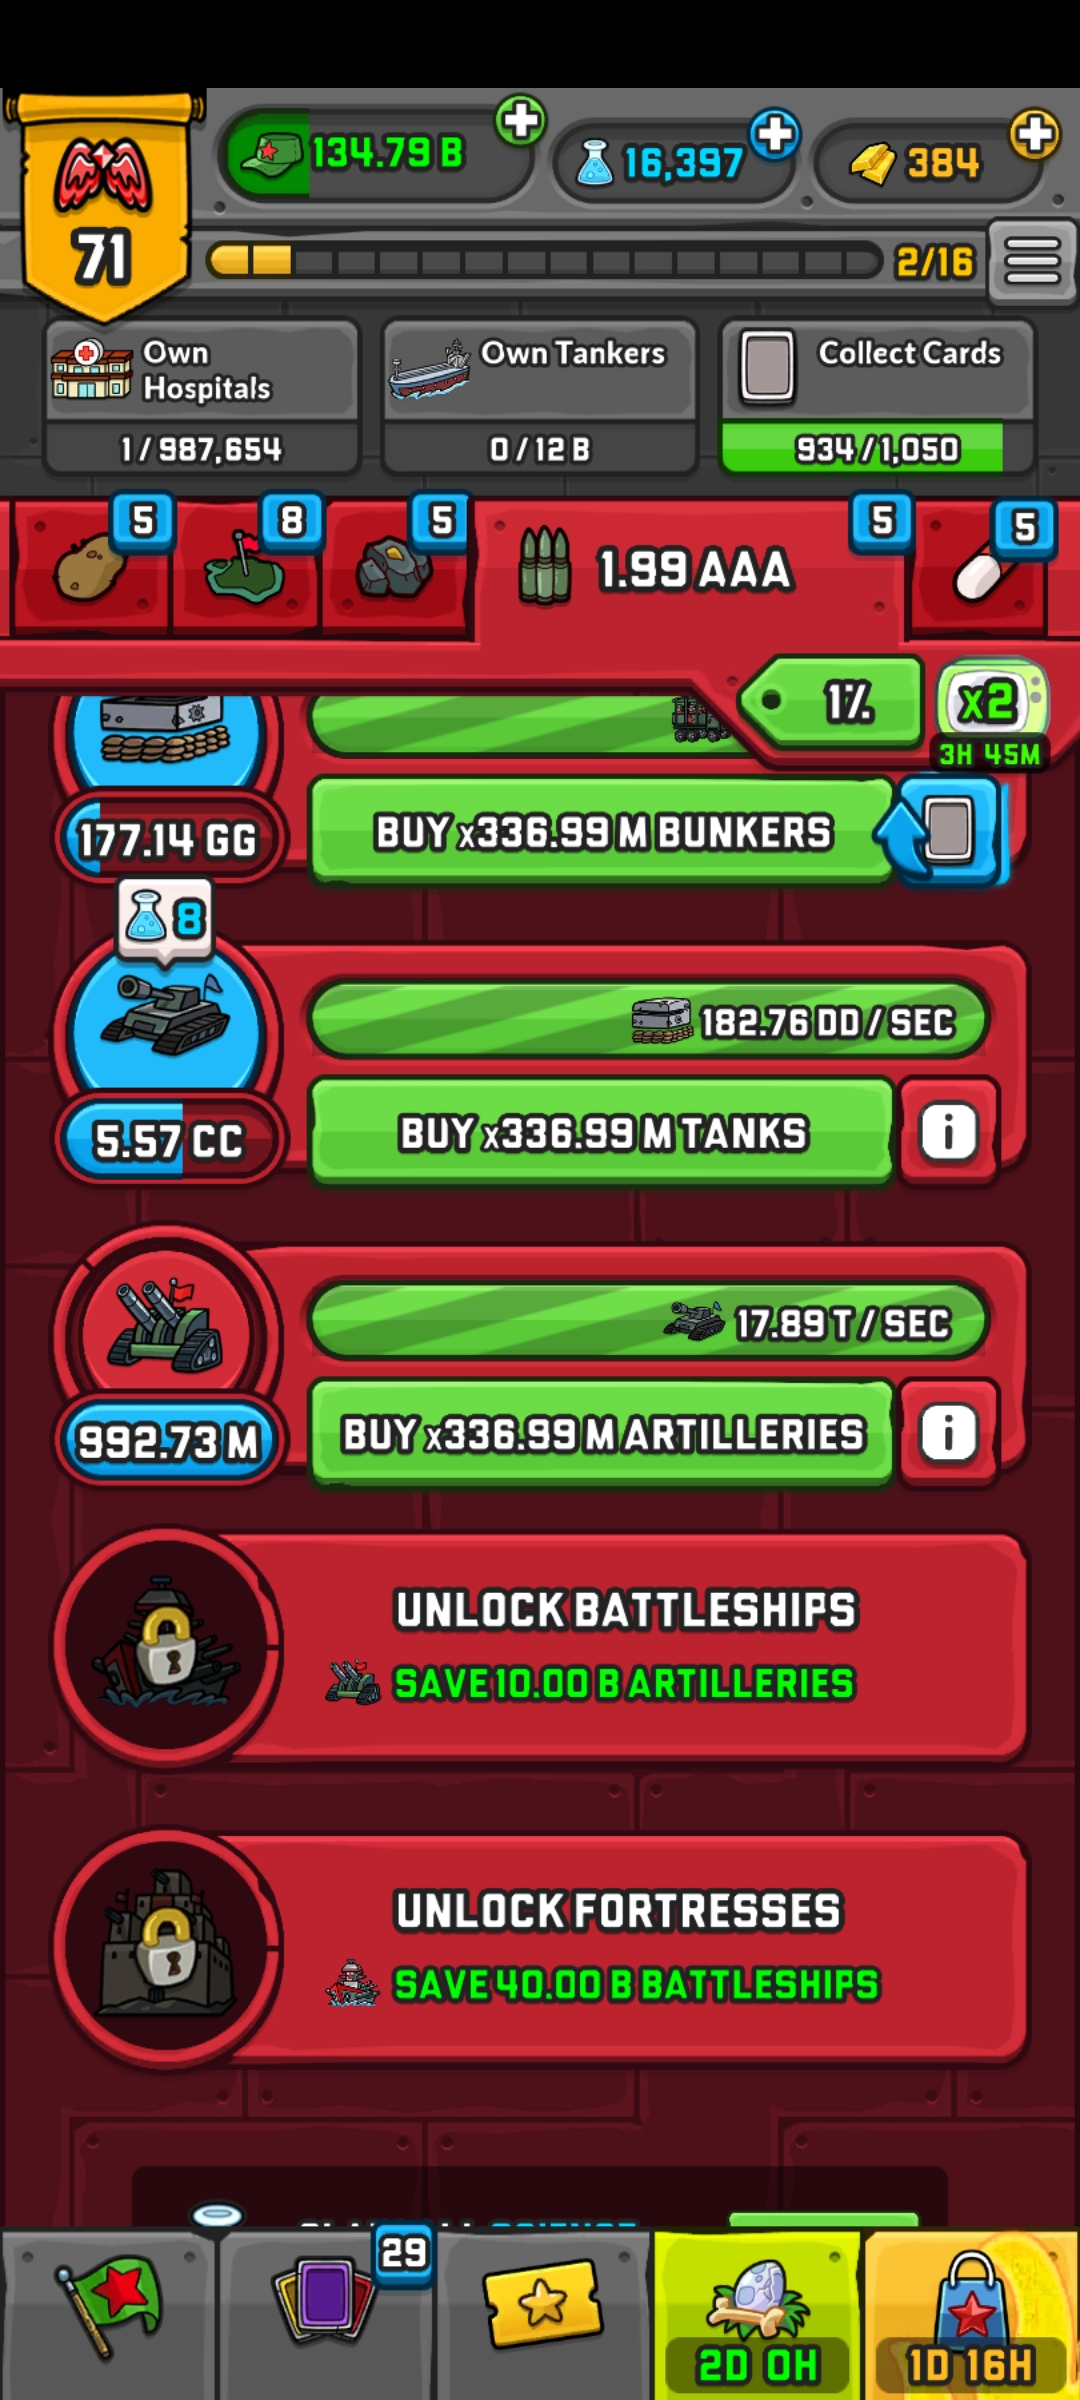 134.79 B
16,397
384
71
2/16
Own
Hospitals
1/987,654
Own Tankers
0/12 B
Collect Cards
934/1,050
5
8
5
1.99 AAA
5
5
1%
x2
3H 45M
177.14 GG
BUY x336.99 M BUNKERS
8
182.76 DD / SEC
5.57 CC
BUY x336.99 M TANKS
i
17.89 T / SEC
992.73 M
BUY x336.99 M ARTILLERIES
i
UNLOCK BATTLESHIPS
SAVE 10.00 B ARTILLERIES
UNLOCK FORTRESSES
SAVE 40.00 B BATTLESHIPS
29
2D 0H
1D 16H